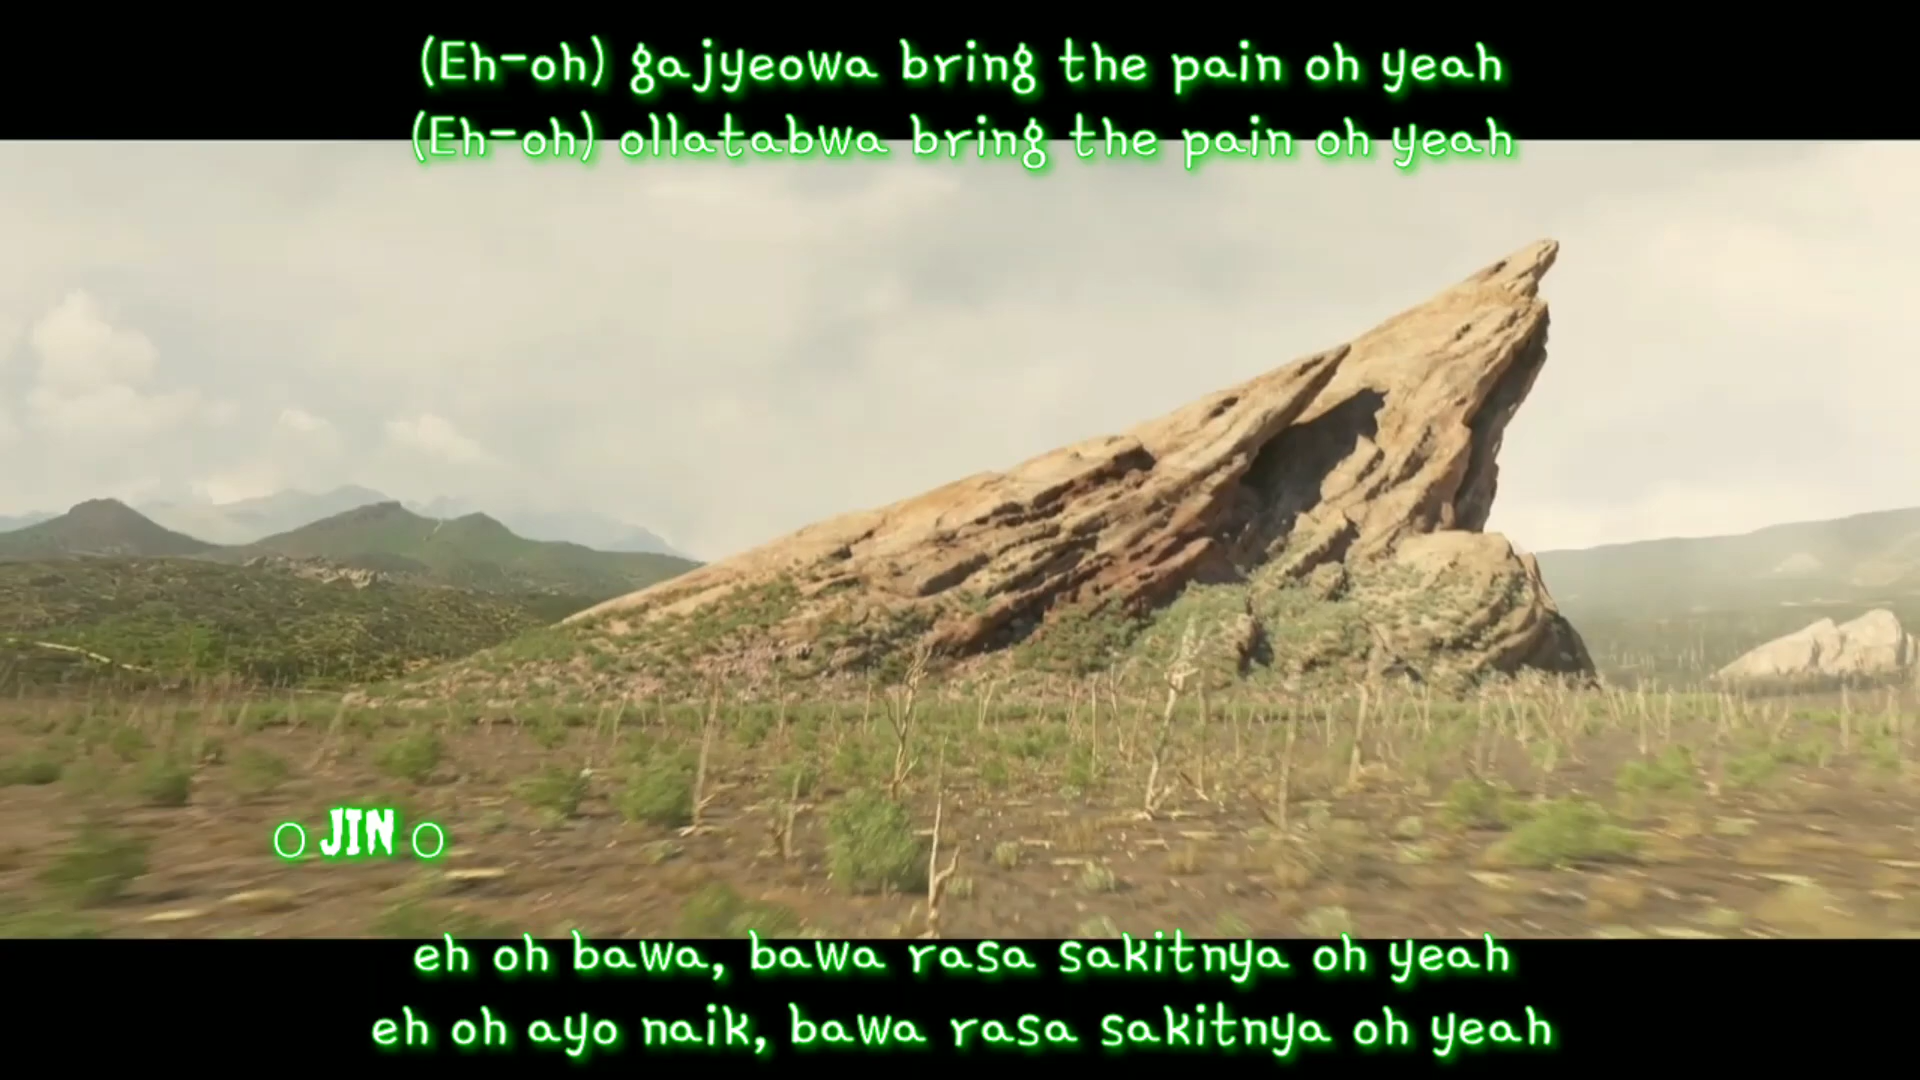 (Eh-oh) gajyeowa bring the pain oh yeah
(Eh-oh) ollatabwa bring the pain oh yeah
○ JIN ○
eh oh bawa, bawa rasa sakitnya oh yeah
eh oh ayo naik, bawa rasa sakitnya oh yeah